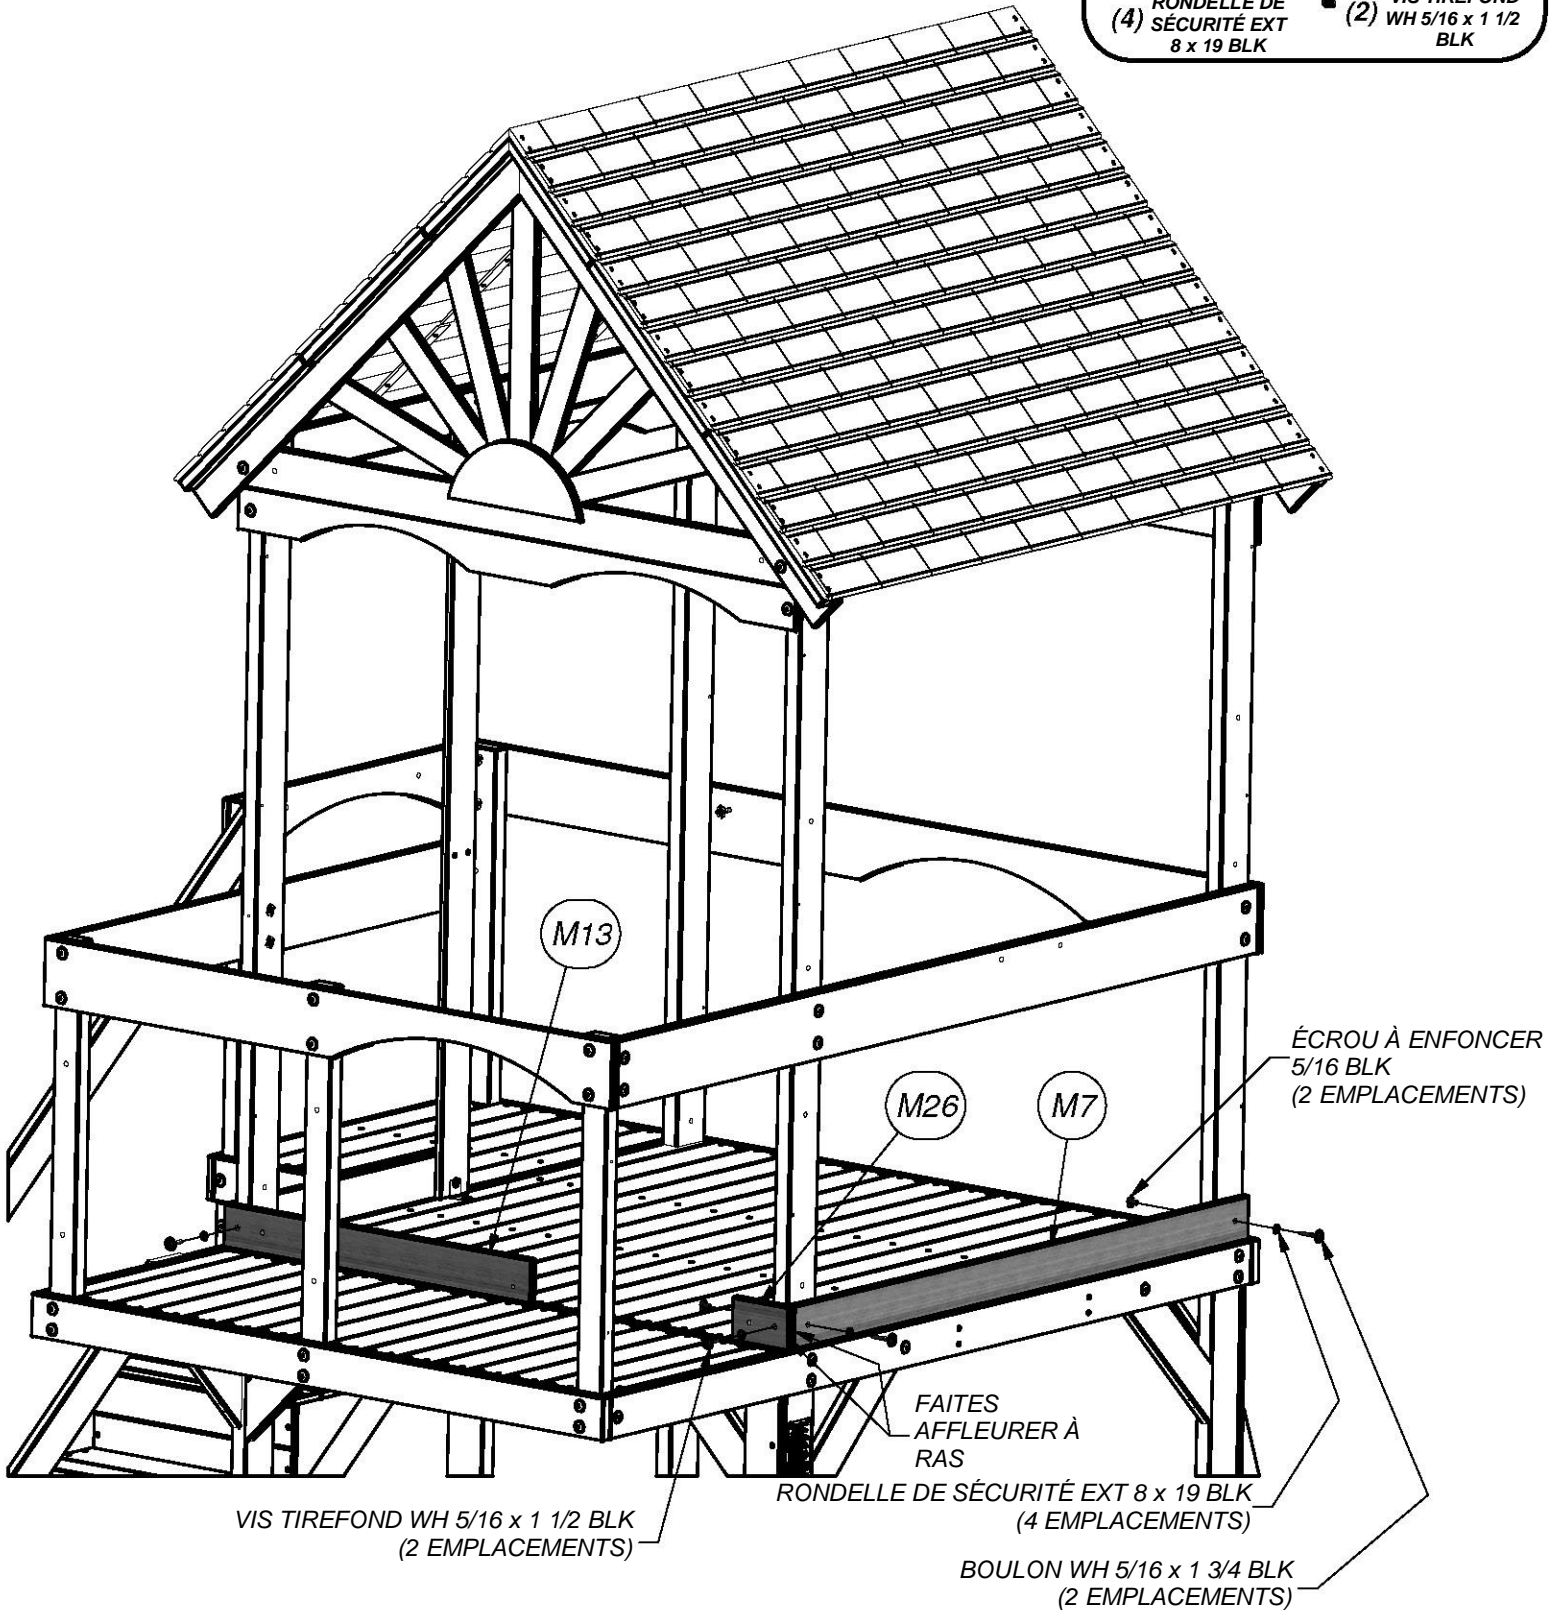 RONDELLE DE
(4) SÉCURITÉ EXT
8 x 19 BLK
VIS TIREFOND
(2) WH 5/16 x 1 1/2
BLK
M13
M26
M7
ÉCROU À ENFONCER
5/16 BLK
(2 EMPLACEMENTS)
FAITES
AFFLEURER À
RAS
RONDELLE DE SÉCURITÉ EXT 8 x 19 BLK
(4 EMPLACEMENTS)
VIS TIREFOND WH 5/16 x 1 1/2 BLK
(2 EMPLACEMENTS)
BOULON WH 5/16 x 1 3/4 BLK
(2 EMPLACEMENTS)